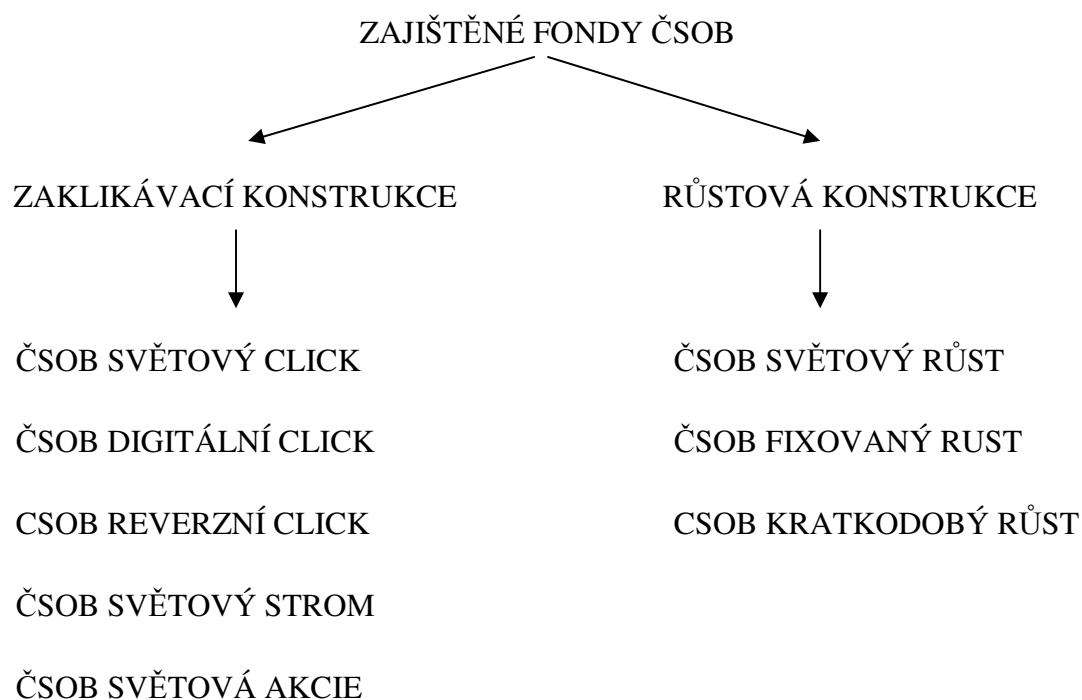 ZAJIŠTĚNÉ FONDY ČSOB
ZAKLIKÁVACÍ KONSTRUKCE
RŮSTOVÁ KONSTRUKCE
ČSOB SVĚTOVÝ CLICK
ČSOB SVĚTOVÝ RŮST
ČSOB DIGITÁLNÍ CLICK
ČSOB FIXOVANÝ RUST
CSOB REVERZNÍ CLICK
CSOB KRATKODOBÝ RŮST
ČSOB SVĚTOVÝ STROM
ČSOB SVĚTOVÁ AKCIE